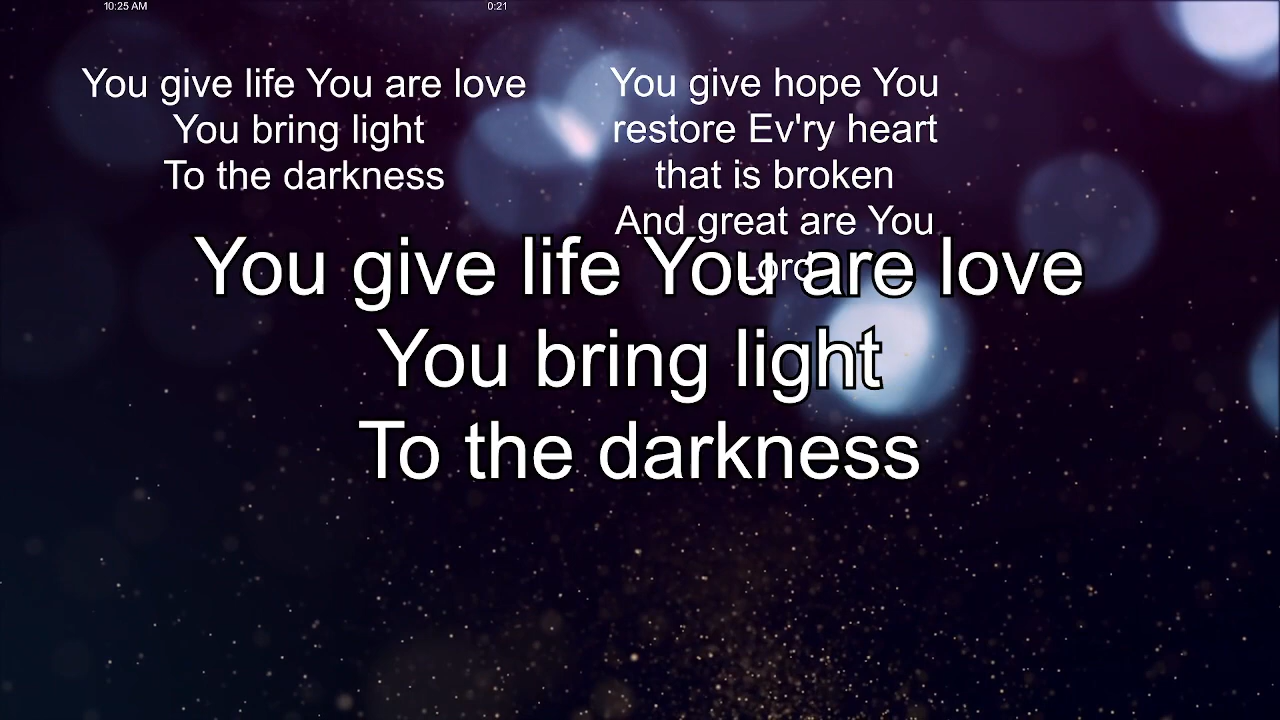 10:25 AM
0:21
You give life You are love
You bring light
To the darkness
You give hope You
restore Ev'ry heart
that is broken
And great are You
Lord
You give life You are love
You bring light
To the darkness